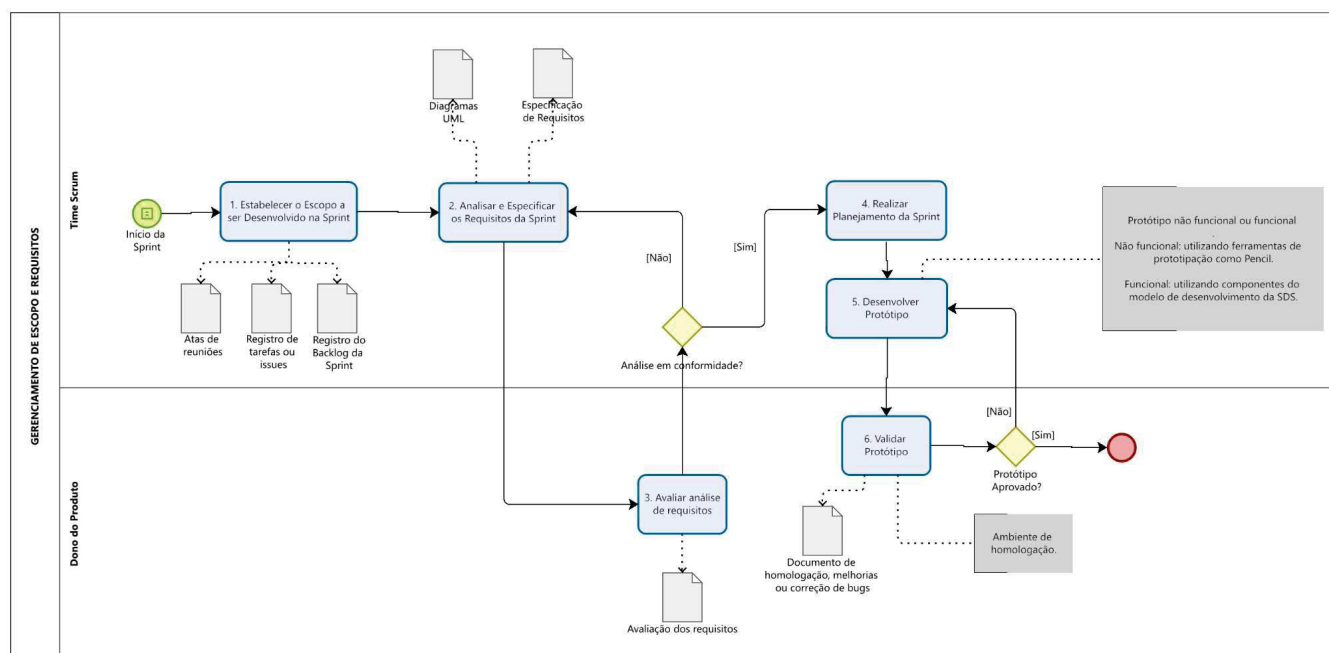 GERENCIAMENTO DE ESCOPO E REQUISITOS
Time Scrum
Início da
Sprint
1. Estabelecer o Escopo a
ser Desenvolvido na Sprint
Atas de
reuniões
Registro de
tarefas ou
issues
Registro do
Backlog da
Sprint
Diagramas
UML
Especificação
de Requisitos
2. Analisar e Especificar
os Requisitos da Sprint
[Não]
Análise em conformidade?
[Sim]
4. Realizar
Planejamento da Sprint
5. Desenvolver
Protótipo
Protótipo não funcional ou funcional
.
Não funcional: utilizando ferramentas de
prototipação como Pencil.
Funcional: utilizando componentes do
modelo de desenvolvimento da SDS.
Dono do Produto
3. Avaliar análise
de requisitos
Avaliação dos requisitos
6. Validar
Protótipo
[Não]
[Sim]
Protótipo
Aprovado?
Documento de
homologação, melhorias
ou correção de bugs
Ambiente de
homologação.